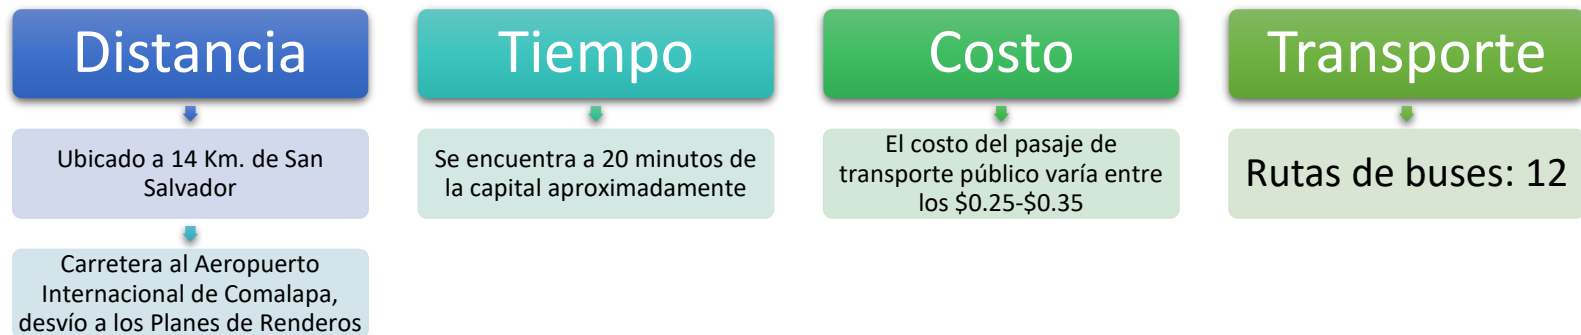 Distancia
Ubicado a 14 Km. de San
Salvador
Carretera al Aeropuerto
Internacional de Comalapa,
desvío a los Planes de Renderos
Tiempo
Se encuentra a 20 minutos de
la capital aproximadamente
Costo
El costo del pasaje de
transporte público varía entre
los $0.25-$0.35
Transporte
Rutas de buses: 12